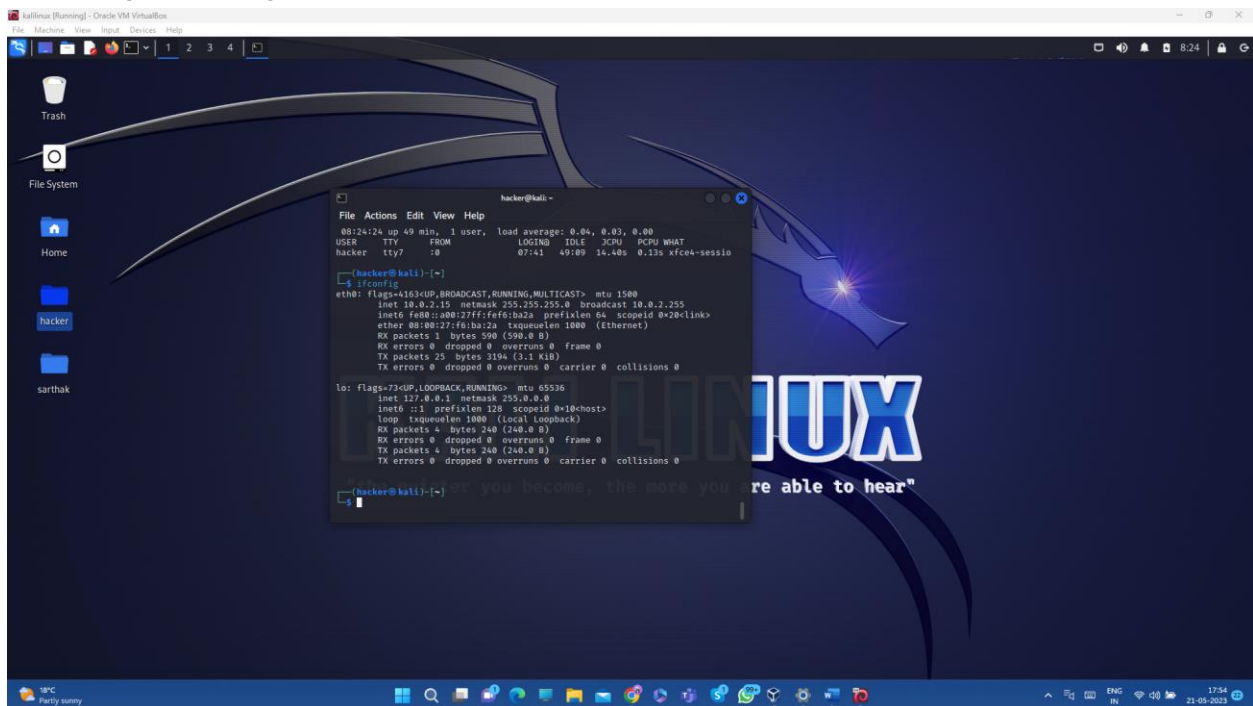 kalilinux [Running] - Oracle VM VirtualBox
File Machine View Input Devices Help
1 2 3 4
8:24
Trash
File System
Home
hacker
sarthak
hacker@kali: ~
File Actions Edit View Help
08:24:24 up 49 min, 1 user, load average: 0.04, 0.03, 0.00
USER TTY FROM LOGIN@ IDLE JCPU PCPU WHAT
hacker tty7 :0 07:41 49:09 14.40s 0.13s xfce4-sessio
(hacker㉿kali)-[~]
$ ifconfig
eth0: flags=4163<UP,BROADCAST,RUNNING,MULTICAST> mtu 1500
inet 10.0.2.15 netmask 255.255.255.0 broadcast 10.0.2.255
inet6 fe80::a00:27ff:fef6:ba2a prefixlen 64 scopeid 0×20<link>
ether 08:00:27:f6:ba:2a txqueuelen 1000 (Ethernet)
RX packets 1 bytes 590 (590.0 B)
RX errors 0 dropped 0 overruns 0 frame 0
TX packets 25 bytes 3194 (3.1 KiB)
TX errors 0 dropped 0 overruns 0 carrier 0 collisions 0
lo: flags=73<UP,LOOPBACK,RUNNING> mtu 65536
inet 127.0.0.1 netmask 255.0.0.0
inet6 ::1 prefixlen 128 scopeid 0×10<host>
loop txqueuelen 1000 (Local Loopback)
RX packets 4 bytes 240 (240.0 B)
RX errors 0 dropped 0 overruns 0 frame 0
TX packets 4 bytes 240 (240.0 B)
TX errors 0 dropped 0 overruns 0 carrier 0 collisions 0
(hacker㉿kali)-[~]
$
LINUX
er you become, the more you are able to hear"
18°C
Partly sunny
99+
ENG
IN
17:54
21-05-2023